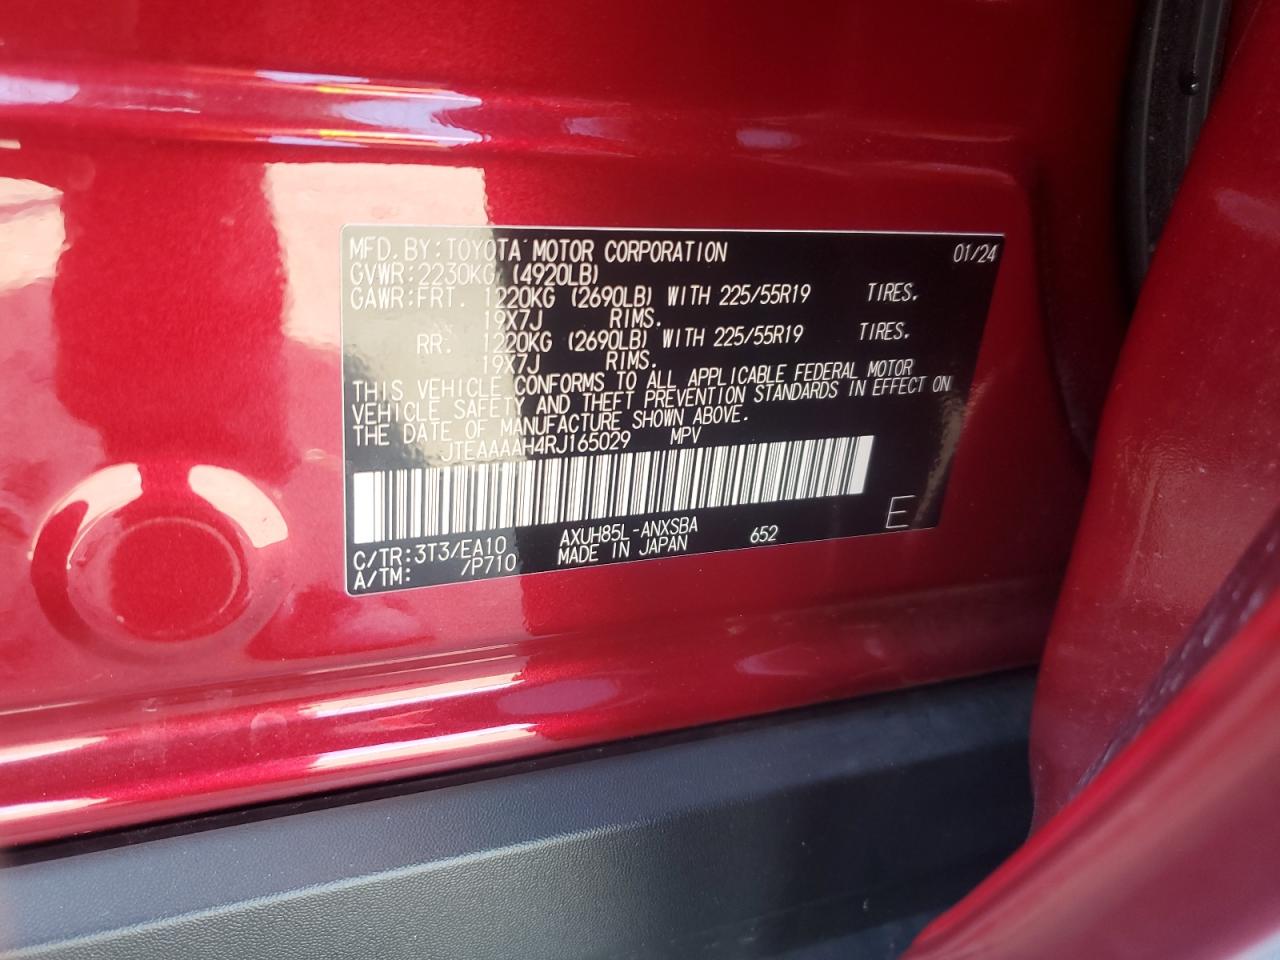 MFD. BY: TOYOTA MOTOR CORPORATION 01/24
GVWR: 2230KG (4920LB)
GAWR: FRT. 1220KG (2690LB) WITH 225/55R19 TIRES.
19X7J RIMS.
RR. 1220KG (2690LB) WITH 225/55R19 TIRES.
19X7J RIMS.
THIS VEHICLE CONFORMS TO ALL APPLICABLE FEDERAL MOTOR
VEHICLE SAFETY AND THEFT PREVENTION STANDARDS IN EFFECT ON
THE DATE OF MANUFACTURE SHOWN ABOVE.
JTEAAAAH4RJ165029 MPV
C/TR: 3T3/EA10 AXUH85L-ANXSBA 652 E
A/TM: /P710 MADE IN JAPAN